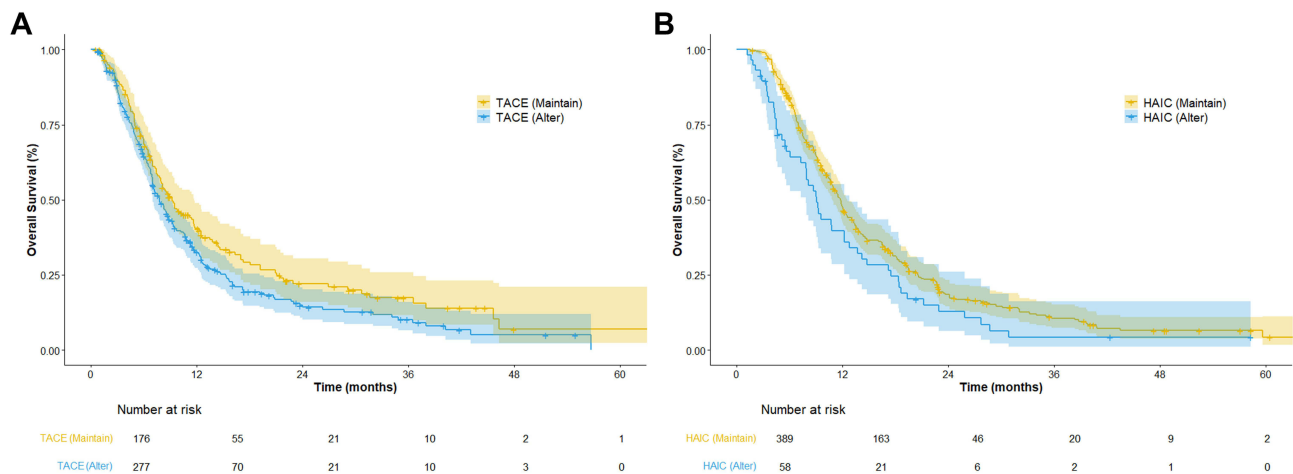 A
1.00
0.75
0.50
0.25
0.00
Overall Survival (%)
TACE (Maintain)
TACE (Alter)
0 12 24 36 48 60
Time (months)
Number at risk
TACE (Maintain) 176 55 21 10 2 1
TACE (Alter) 277 70 21 10 3 0
B
1.00
0.75
0.50
0.25
0.00
Overall Survival (%)
HAIC (Maintain)
HAIC (Alter)
0 12 24 36 48 60
Time (months)
Number at risk
HAIC (Maintain) 389 163 46 20 9 2
HAIC (Alter) 58 21 6 2 1 0